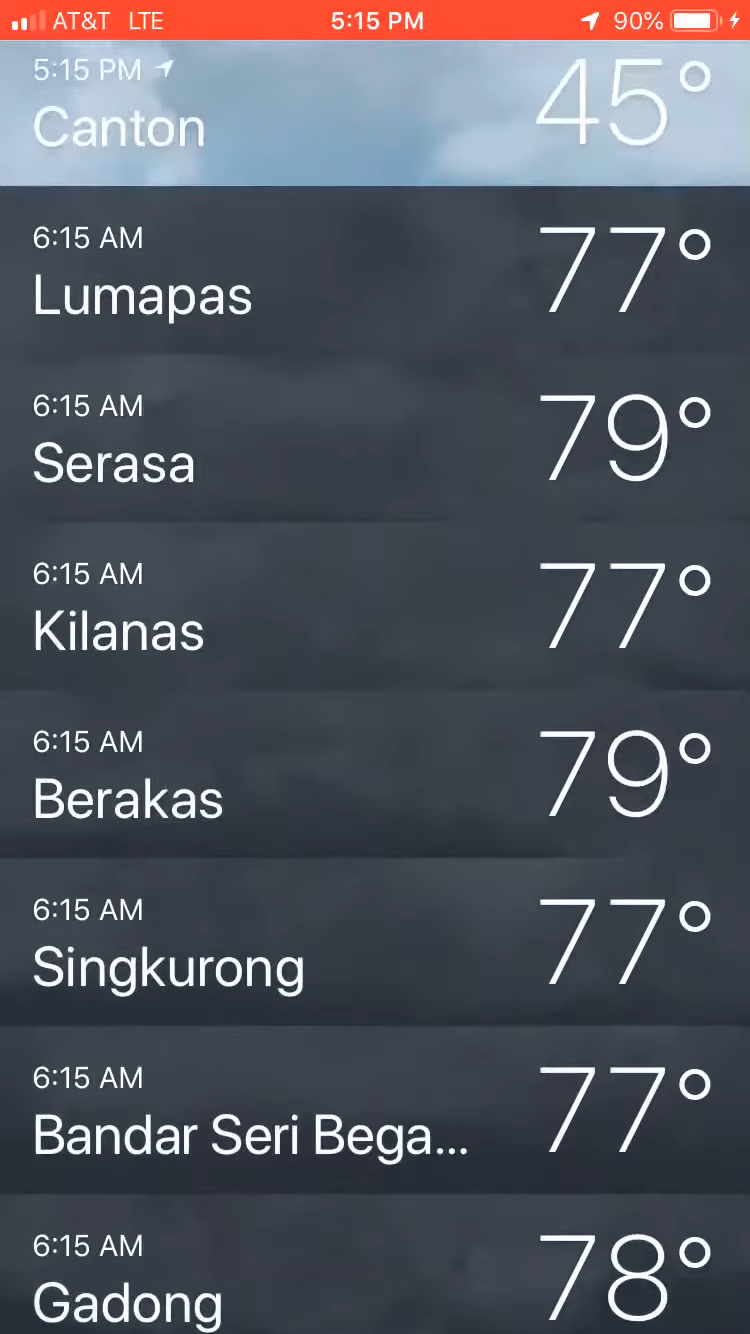 AT&T LTE 5:15 PM 90%
5:15 PM
Canton 45°
6:15 AM
Lumapas 77°
6:15 AM
Serasa 79°
6:15 AM
Kilanas 77°
6:15 AM
Berakas 79°
6:15 AM
Singkurong 77°
6:15 AM
Bandar Seri Bega... 77°
6:15 AM
Gadong 78°